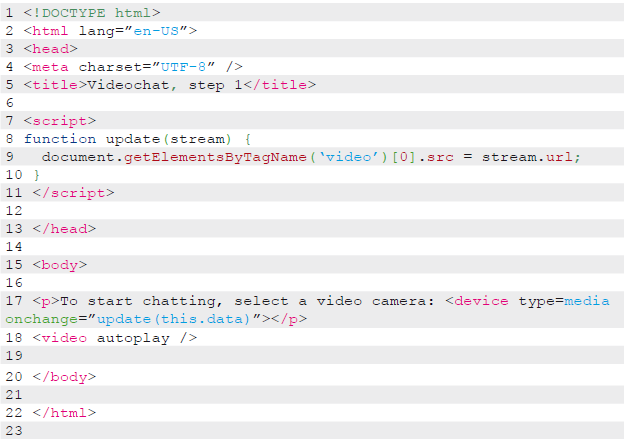 1 <!DOCTYPE html>
2 <html lang=”en-US”>
3 <head>
4 <meta charset=”UTF-8” />
5 <title>Videochat, step 1</title>
6
7 <script>
8 function update(stream) {
9 document.getElementsByTagName(‘video’)[0].src = stream.url;
10 }
11 </script>
12
13 </head>
14
15 <body>
16
17 <p>To start chatting, select a video camera: <device type=media
onchange=”update(this.data)”></p>
18 <video autoplay />
19
20 </body>
21
22 </html>
23